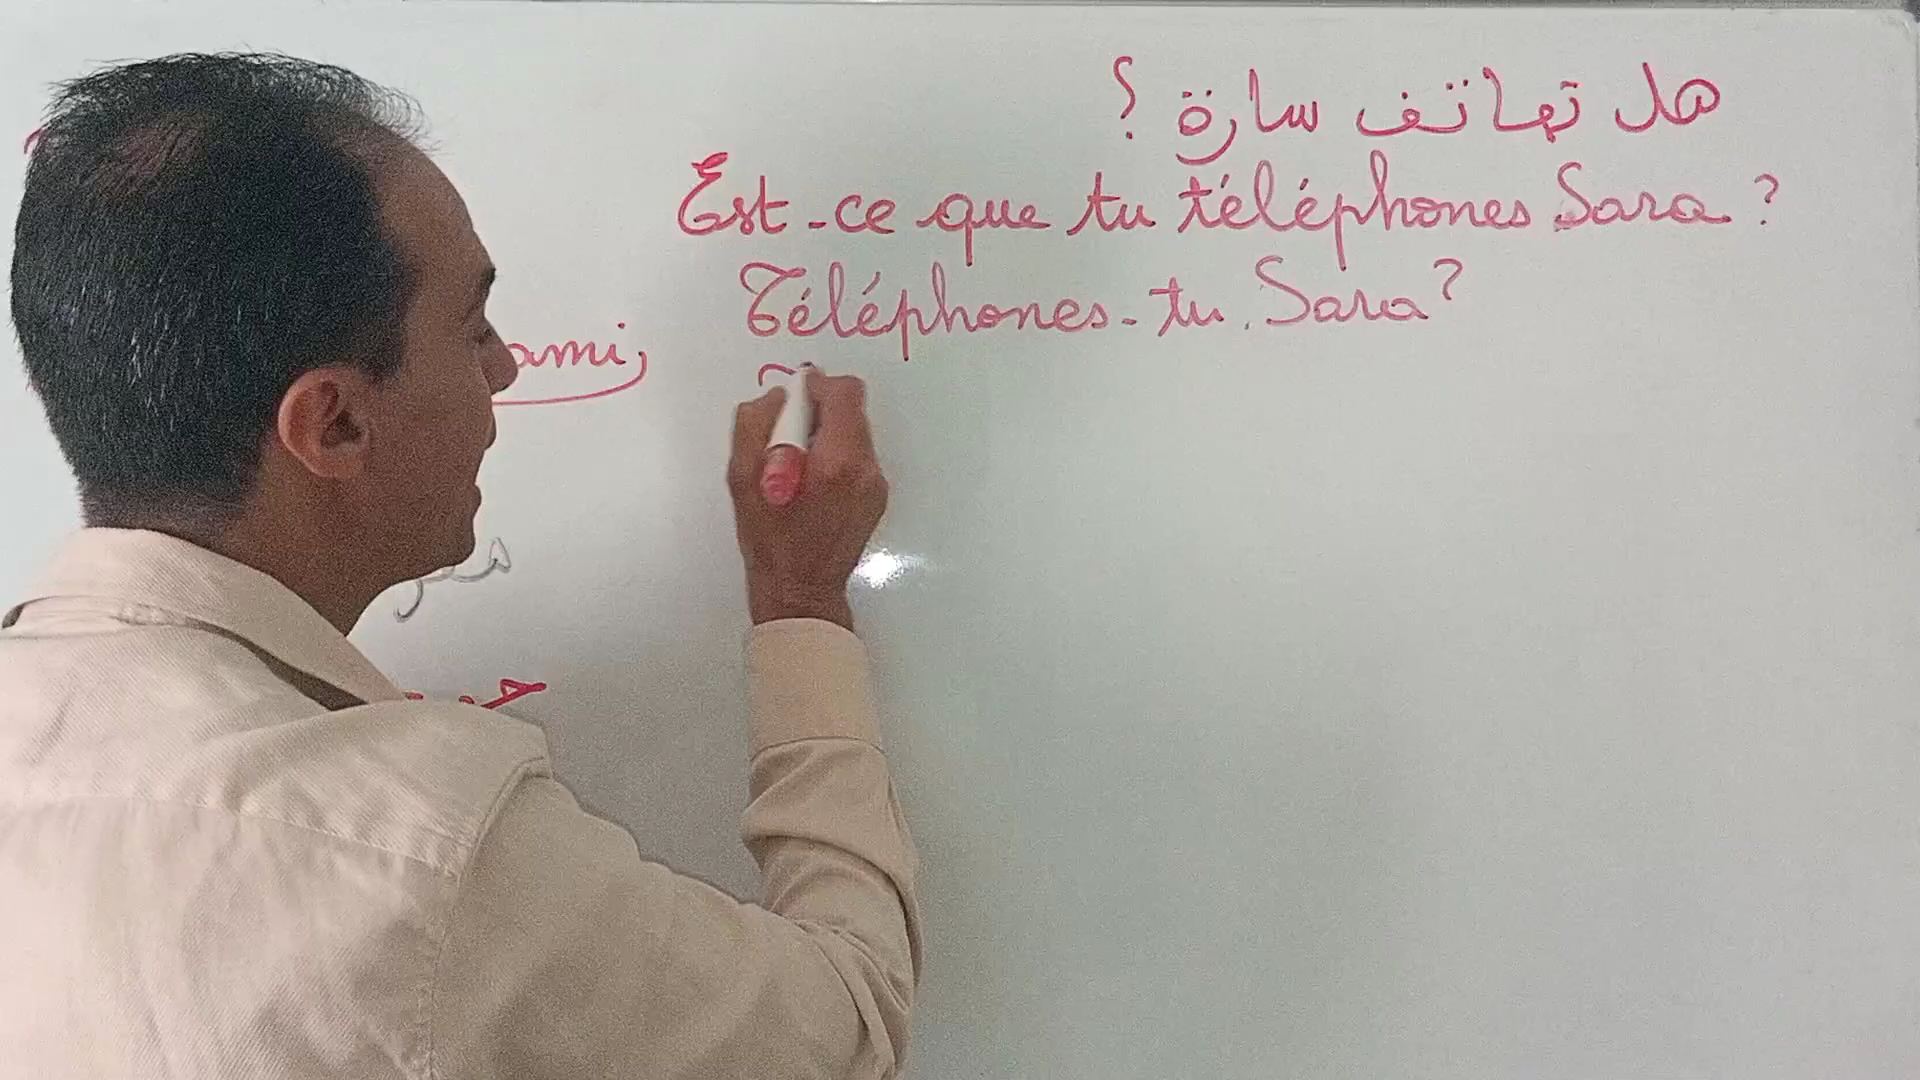 هل تهاتف سارة ؟
Est-ce que tu téléphones Sara ?
Téléphones-tu Sara ?
ami,